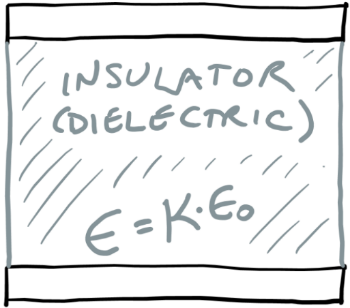 INSULATOR
(DIELECTRIC)
ϵ = K·ϵ₀